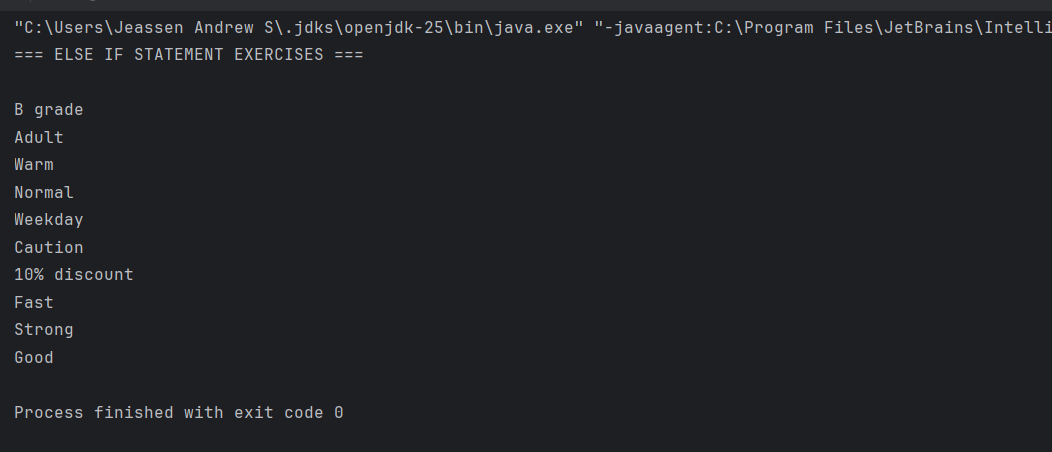 "C:\Users\Jeassen Andrew S\.jdks\openjdk-25\bin\java.exe" "-javaagent:C:\Program Files\JetBrains\Intelli
=== ELSE IF STATEMENT EXERCISES ===
B grade
Adult
Warm
Normal
Weekday
Caution
10% discount
Fast
Strong
Good
Process finished with exit code 0